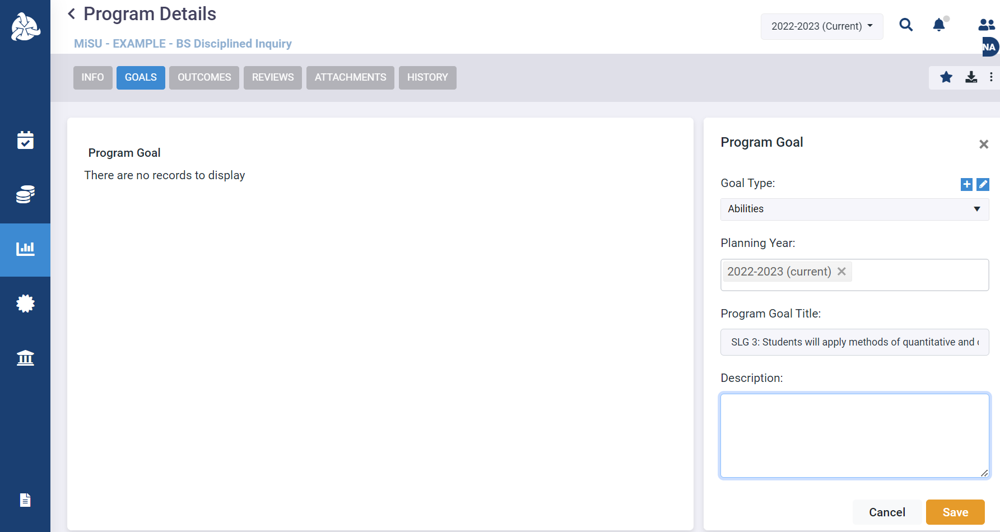 Program Details
MiSU - EXAMPLE - BS Disciplined Inquiry
2022-2023 (Current)
NA
INFO
GOALS
OUTCOMES
REVIEWS
ATTACHMENTS
HISTORY
Program Goal
There are no records to display
Program Goal
Goal Type:
Abilities
Planning Year:
2022-2023 (current)
Program Goal Title:
SLG 3: Students will apply methods of quantitative and
Description:
Cancel
Save